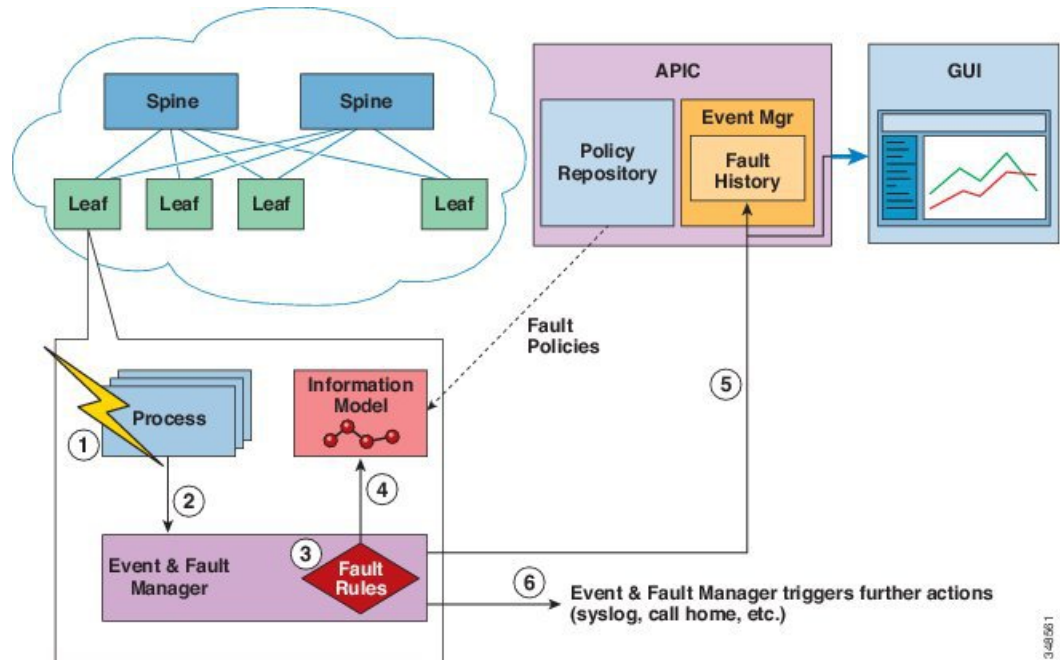 APIC
GUI
Spine
Spine
Policy
Repository
Event Mgr
Fault
History
Leaf
Leaf
Leaf
Leaf
Fault
Policies
Process
Information
Model
1
2
3
4
5
6
Event & Fault
Manager
Fault
Rules
Event & Fault Manager triggers further actions
(syslog, call home, etc.)
348561